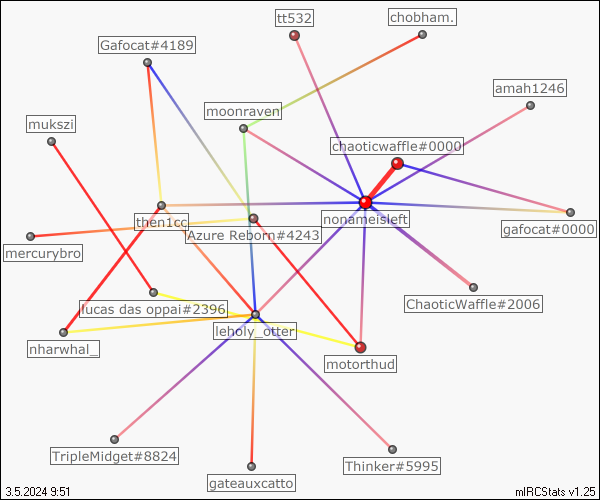 tt532
chobham.
Gafocat#4189
amah1246
moonraven
mukszi
chaoticwaffle#0000
nonameisleft
then1cg
gafocat#0000
Azure Reborn#4243
mercurybro
ChaoticWaffle#2006
lucas das oppai#2396
leholy_otter
nharwhal_
motorthud
TripleMidget#8824
Thinker#5995
gateauxcatto
3.5.2024 9:51
mIRCStats v1.25